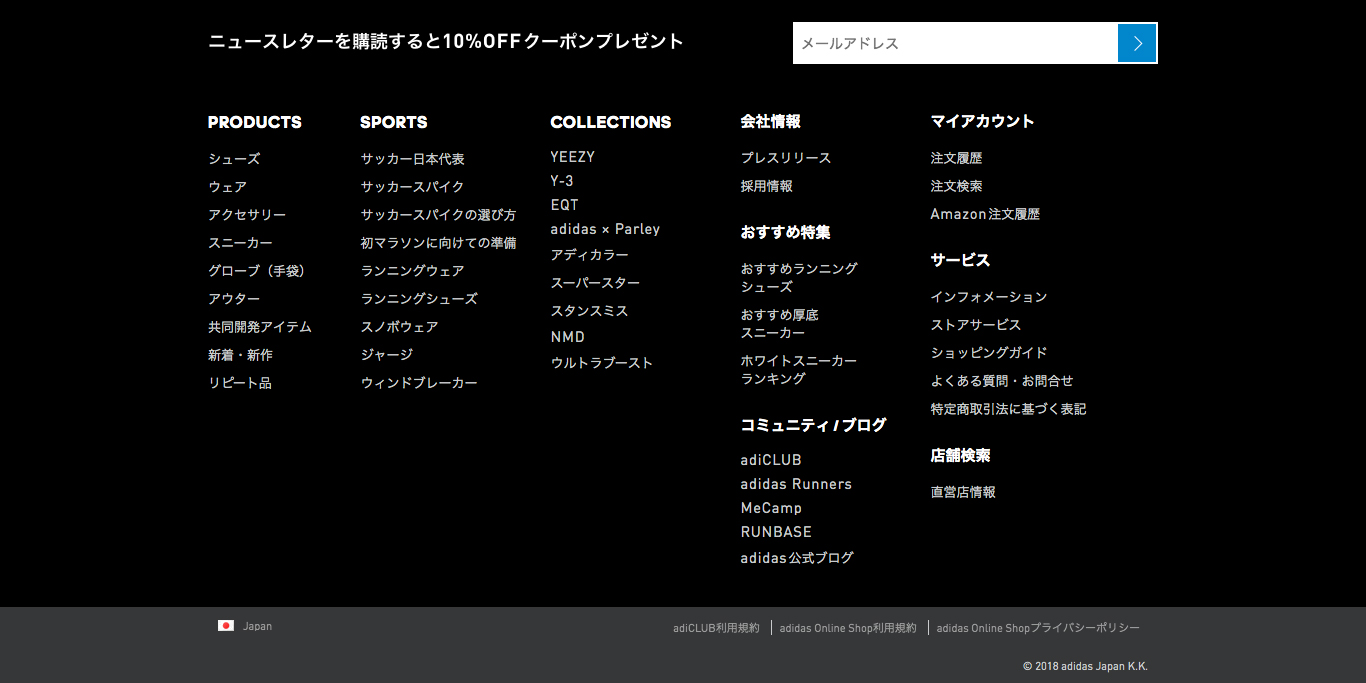 ニュースレターを購読すると10%OFFクーポンプレゼント
メールアドレス
PRODUCTS
シューズ
ウェア
アクセサリー
スニーカー
グローブ（手袋）
アウター
共同開発アイテム
新着・新作
リピート品
SPORTS
サッカー日本代表
サッカースパイク
サッカースパイクの選び方
初マラソンに向けての準備
ランニングウェア
ランニングシューズ
スノボウェア
ジャージ
ウィンドブレーカー
COLLECTIONS
YEEZY
Y-3
EQT
adidas × Parley
アディカラー
スーパースター
スタンスミス
NMD
ウルトラブースト
会社情報
プレスリリース
採用情報
おすすめ特集
おすすめランニング
シューズ
おすすめ厚底
スニーカー
ホワイトスニーカー
ランキング
コミュニティ / ブログ
adiCLUB
adidas Runners
MeCamp
RUNBASE
adidas公式ブログ
マイアカウント
注文履歴
注文検索
Amazon注文履歴
サービス
インフォメーション
ストアサービス
ショッピングガイド
よくある質問・お問合せ
特定商取引法に基づく表記
店舗検索
直営店情報
Japan
adiCLUB利用規約
adidas Online Shop利用規約
adidas Online Shopプライバシーポリシー
© 2018 adidas Japan K.K.